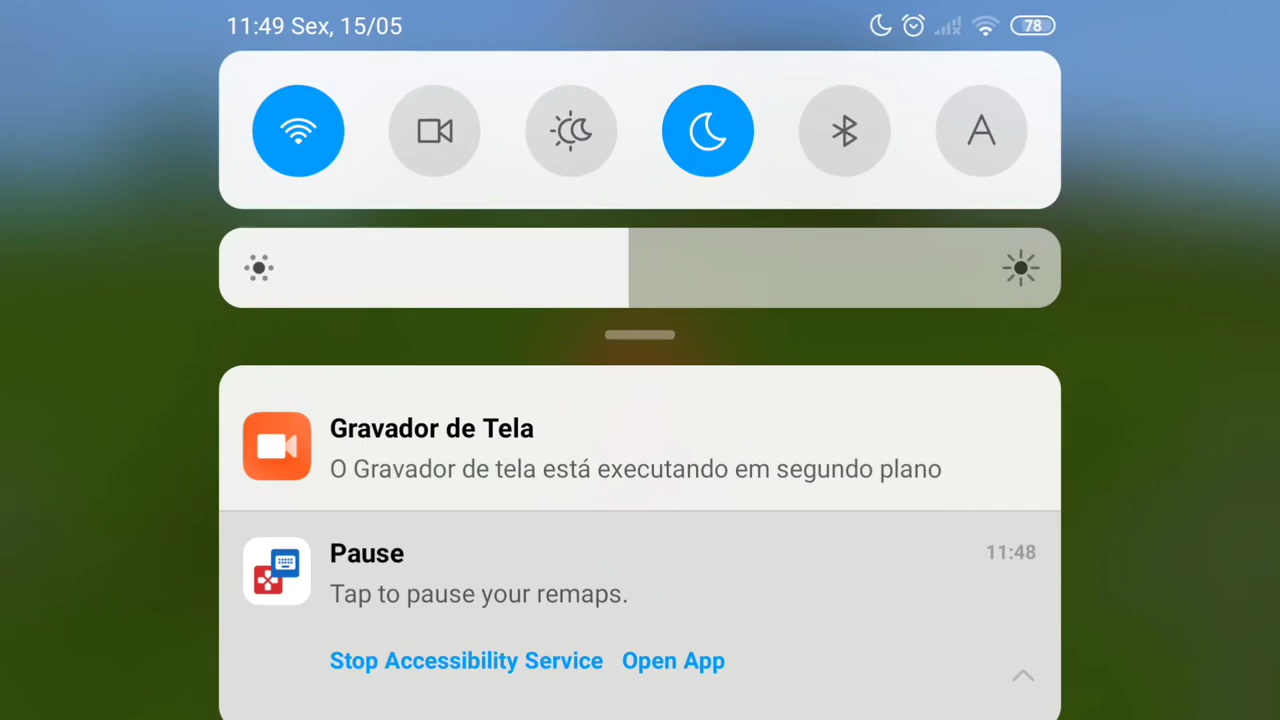 11:49 Sex, 15/05
78
A
Gravador de Tela
O Gravador de tela está executando em segundo plano
Pause
11:48
Tap to pause your remaps.
Stop Accessibility Service Open App